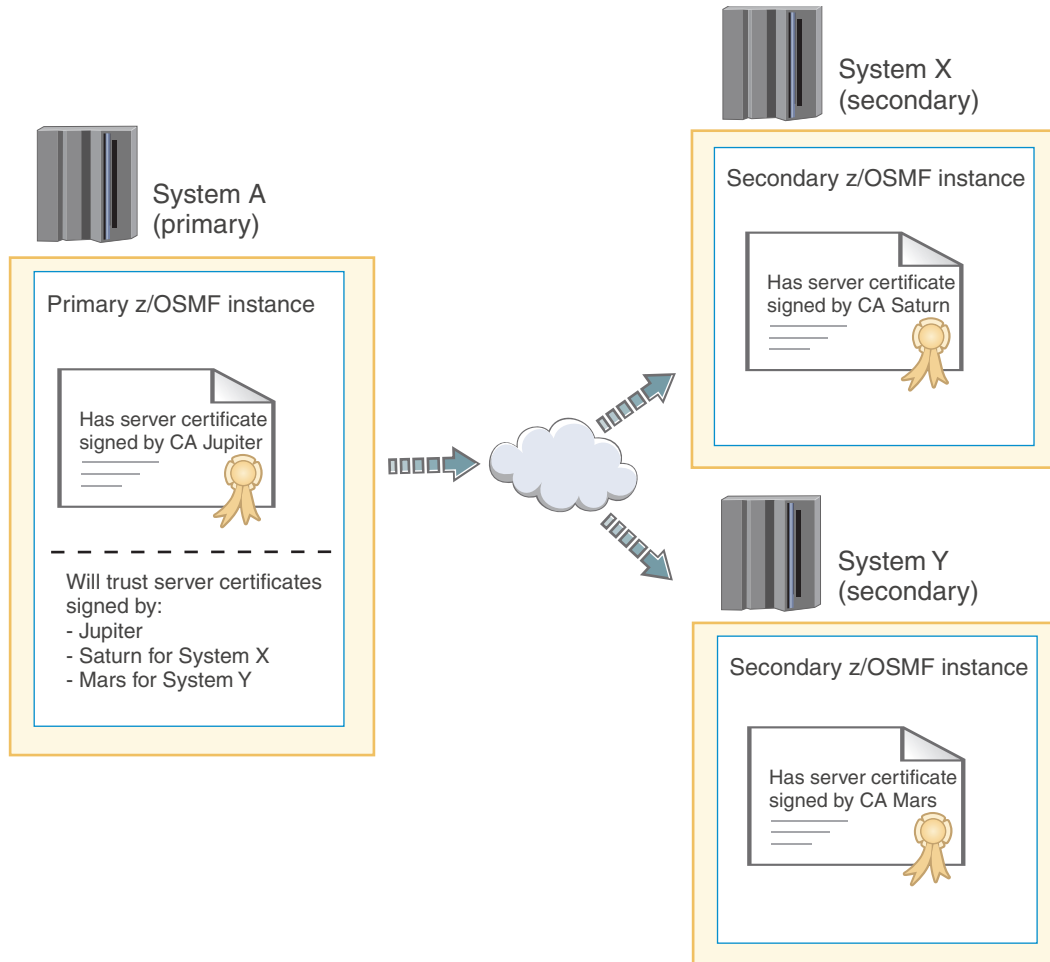 System A
(primary)
Primary z/OSMF instance
Has server certificate
signed by CA Jupiter
Will trust server certificates
signed by:
- Jupiter
- Saturn for System X
- Mars for System Y
System X
(secondary)
Secondary z/OSMF instance
Has server certificate
signed by CA Saturn
System Y
(secondary)
Secondary z/OSMF instance
Has server certificate
signed by CA Mars